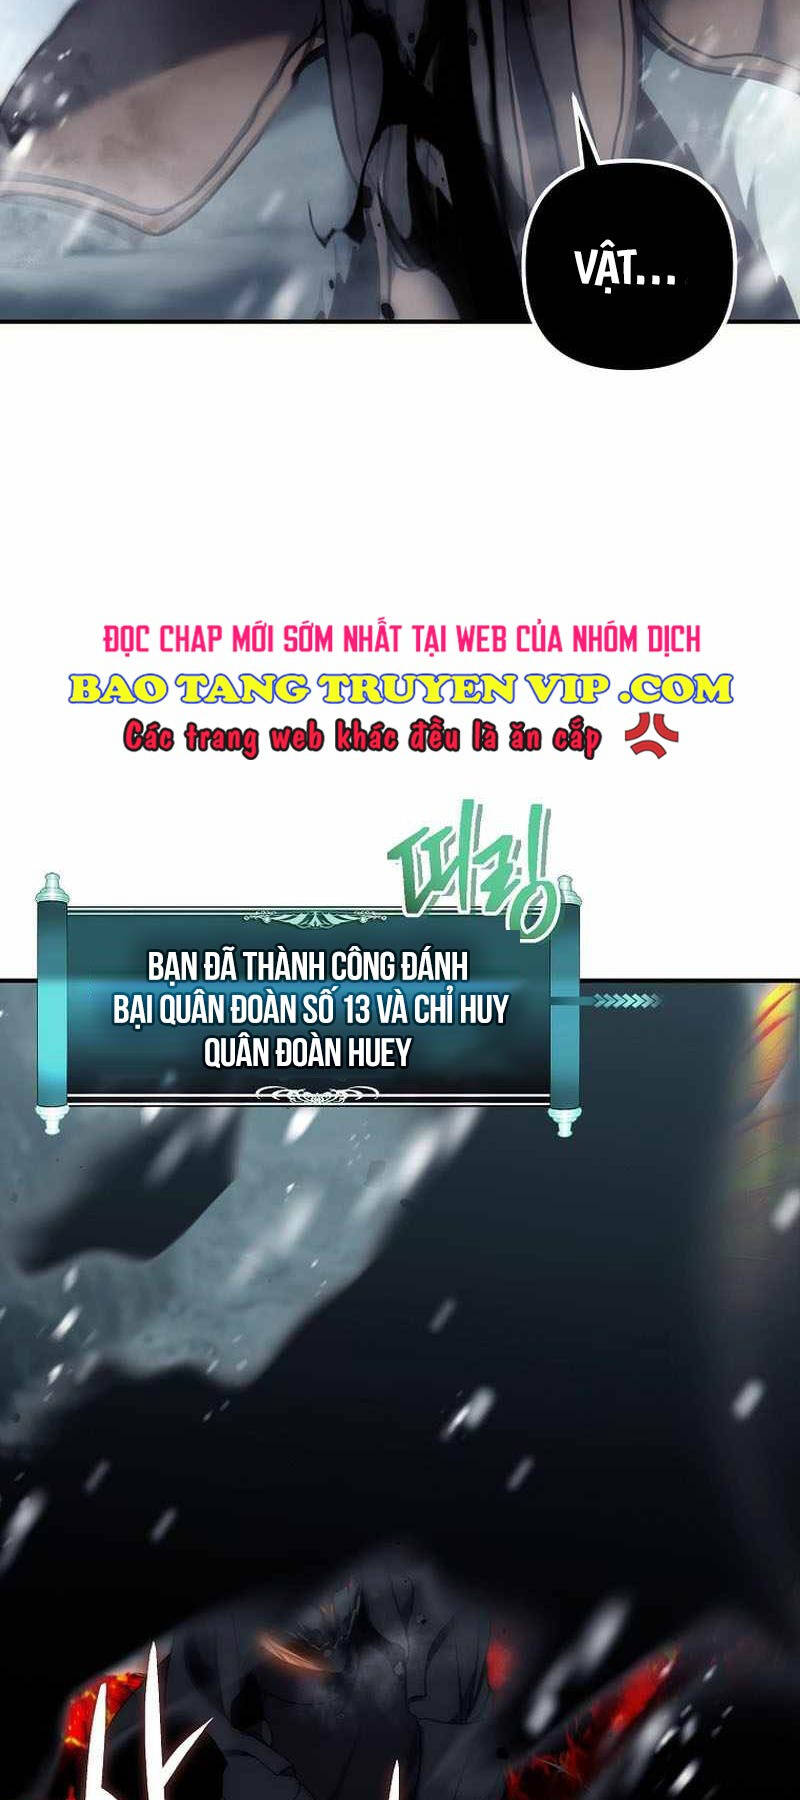 VẬT...
ĐỌC CHAP MỚI SỚM NHẤT TẠI WEB CỦA NHÓM DỊCH
BAO TANG TRUYEN VIP .COM
Các trang web khác đều là ăn cắp
띠링
BẠN ĐÃ THÀNH CÔNG ĐÁNH
BẠI QUÂN ĐOÀN SỐ 13 VÀ CHỈ HUY
QUÂN ĐOÀN HUEY